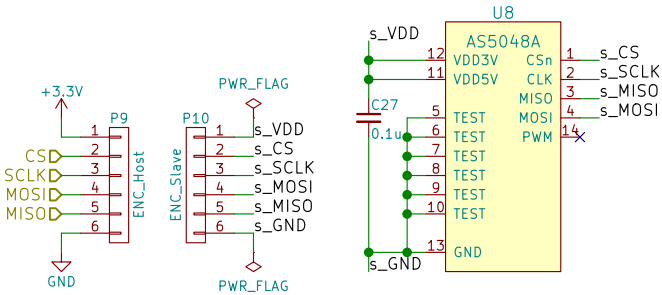 +3.3V
P9
1
2
3
4
5
6
CS
SCLK
MOSI
MISO
GND
ENC_Host
PWR_FLAG
P10
1
2
3
4
5
6
s_VDD
s_CS
s_SCLK
s_MOSI
s_MISO
s_GND
ENC_Slave
PWR_FLAG
s_VDD
C27
0.1u
s_GND
U8
AS5048A
12 VDD3V
11 VDD5V
5 TEST
6 TEST
7 TEST
8 TEST
9 TEST
10 TEST
13 GND
CSn 1 s_CS
CLK 2 s_SCLK
MISO 3 s_MISO
MOSI 4 s_MOSI
PWM 14